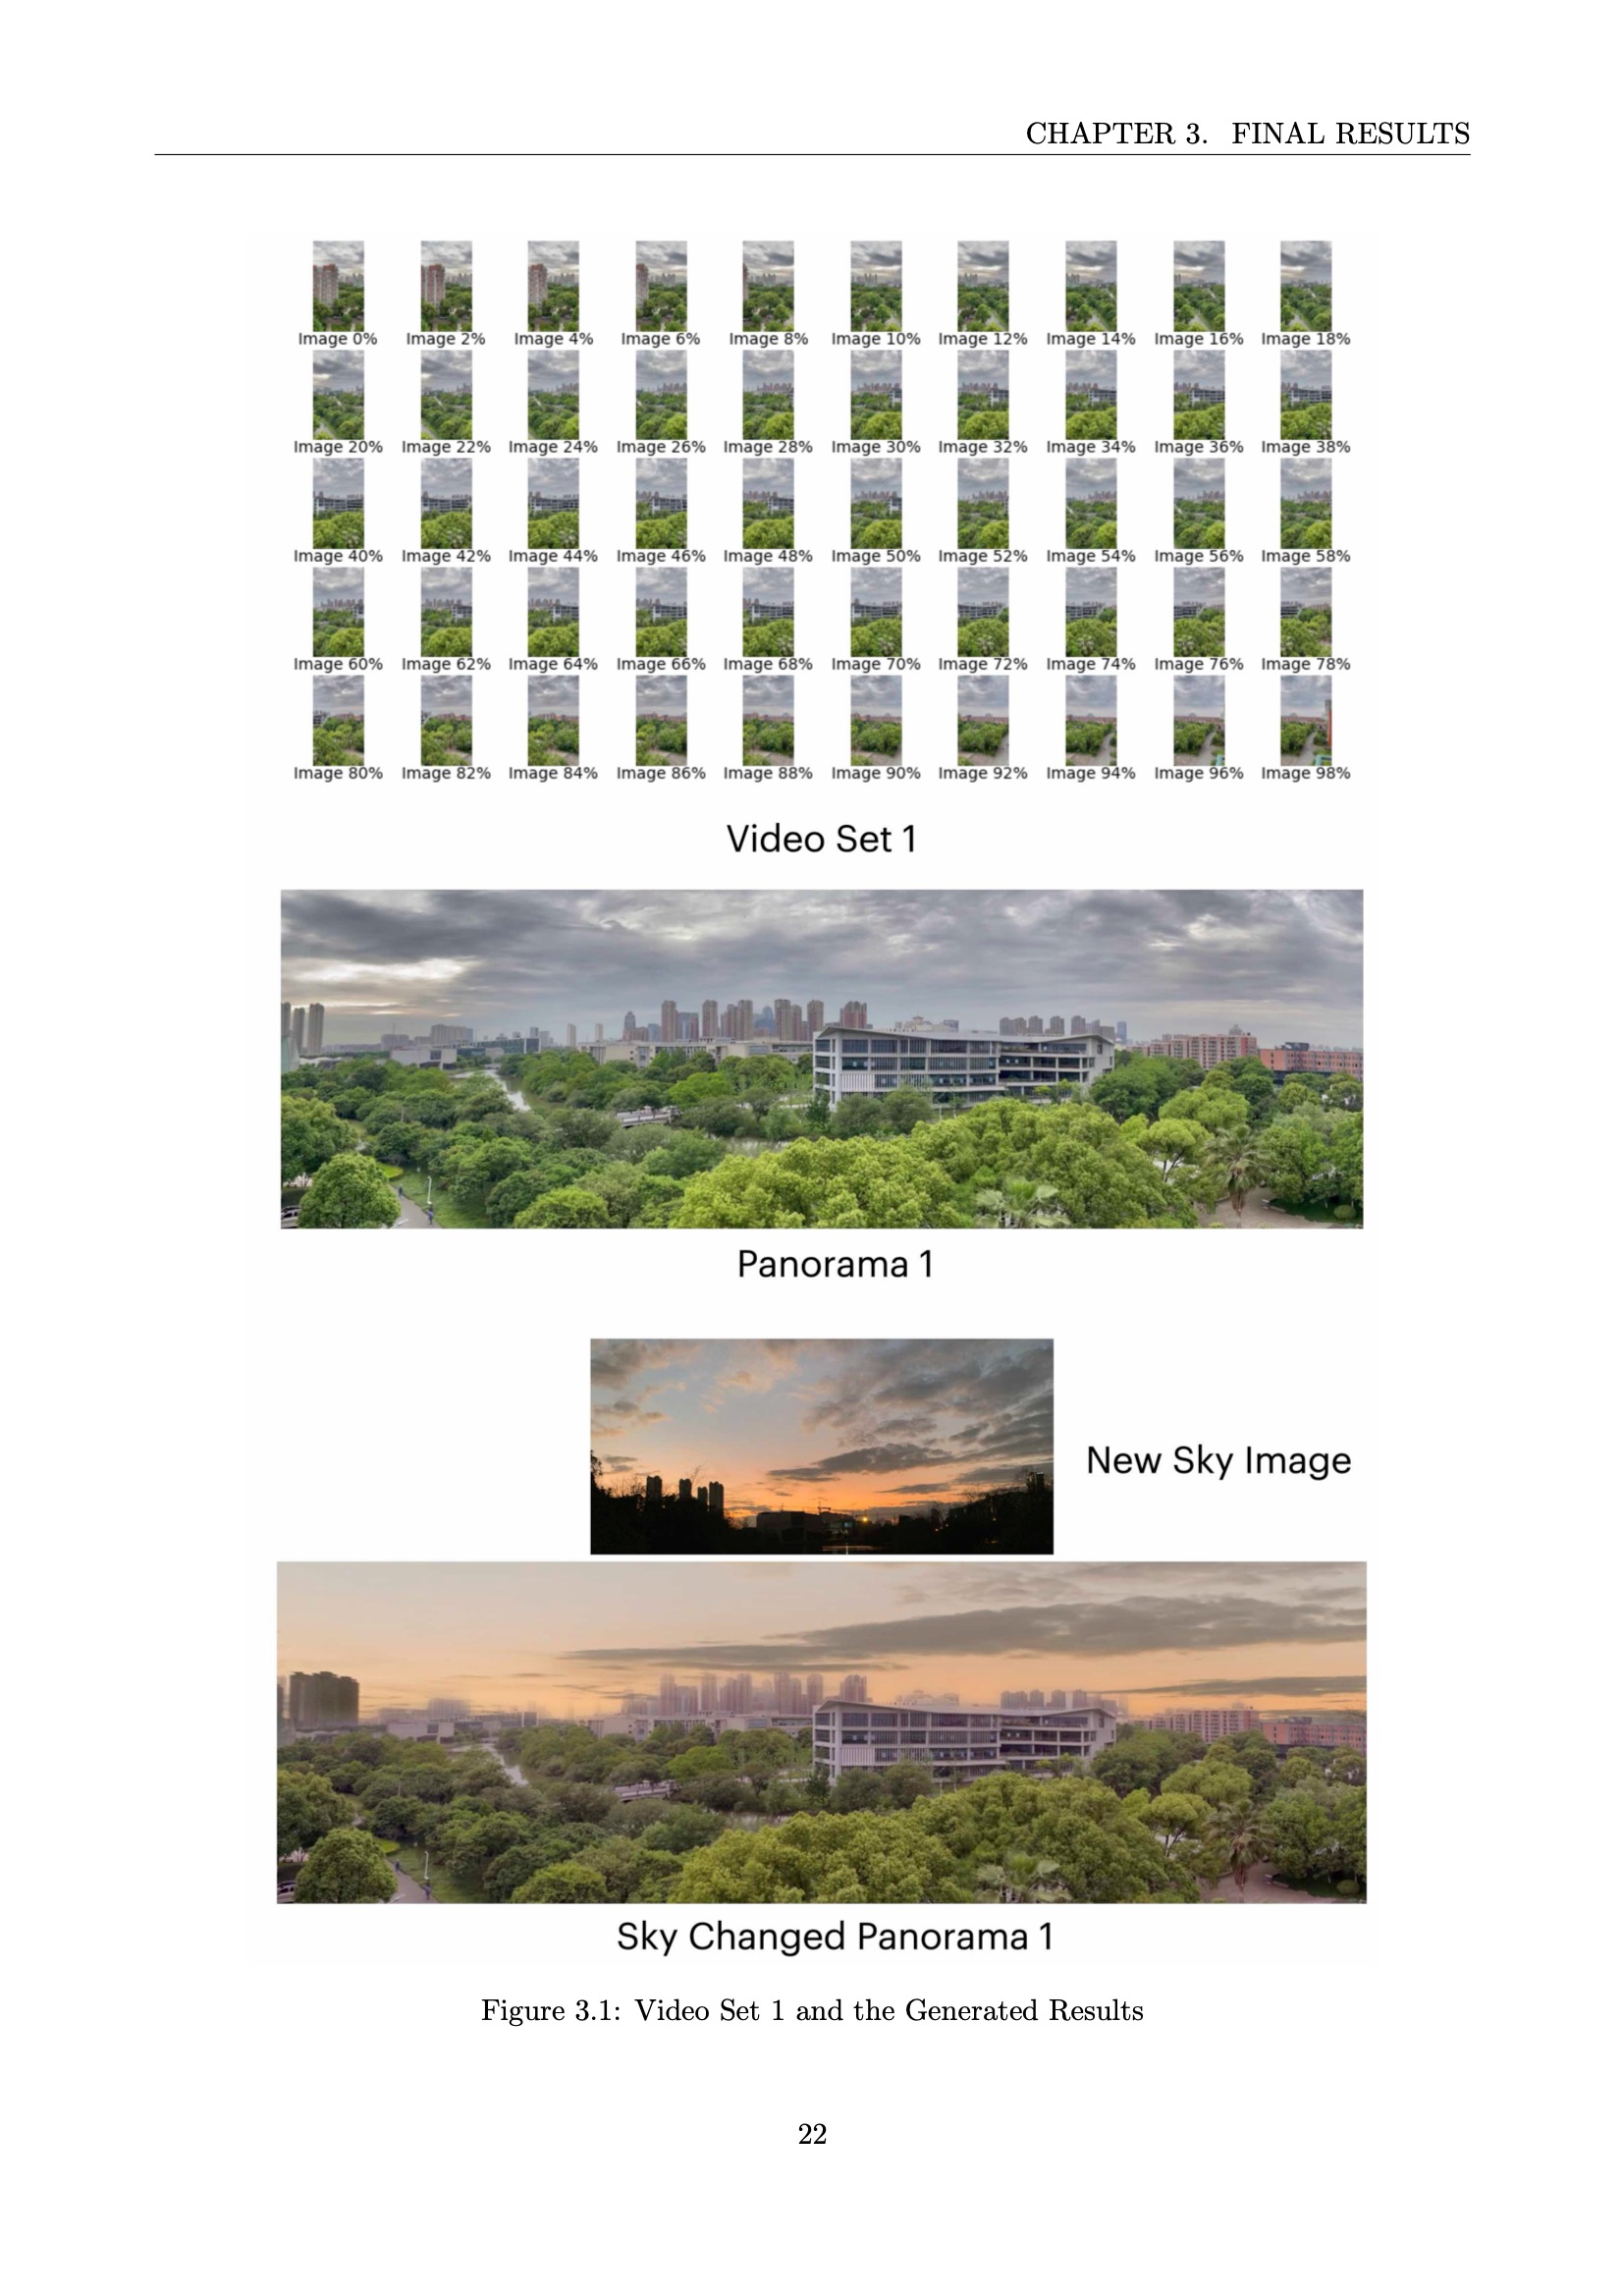 CHAPTER 3. FINAL RESULTS
Image 0% Image 2% Image 4% Image 6% Image 8% Image 10% Image 12% Image 14% Image 16% Image 18%
Image 20% Image 22% Image 24% Image 26% Image 28% Image 30% Image 32% Image 34% Image 36% Image 38%
Image 40% Image 42% Image 44% Image 46% Image 48% Image 50% Image 52% Image 54% Image 56% Image 58%
Image 60% Image 62% Image 64% Image 66% Image 68% Image 70% Image 72% Image 74% Image 76% Image 78%
Image 80% Image 82% Image 84% Image 86% Image 88% Image 90% Image 92% Image 94% Image 96% Image 98%
Video Set 1
Panorama 1
New Sky Image
Sky Changed Panorama 1
Figure 3.1: Video Set 1 and the Generated Results
22